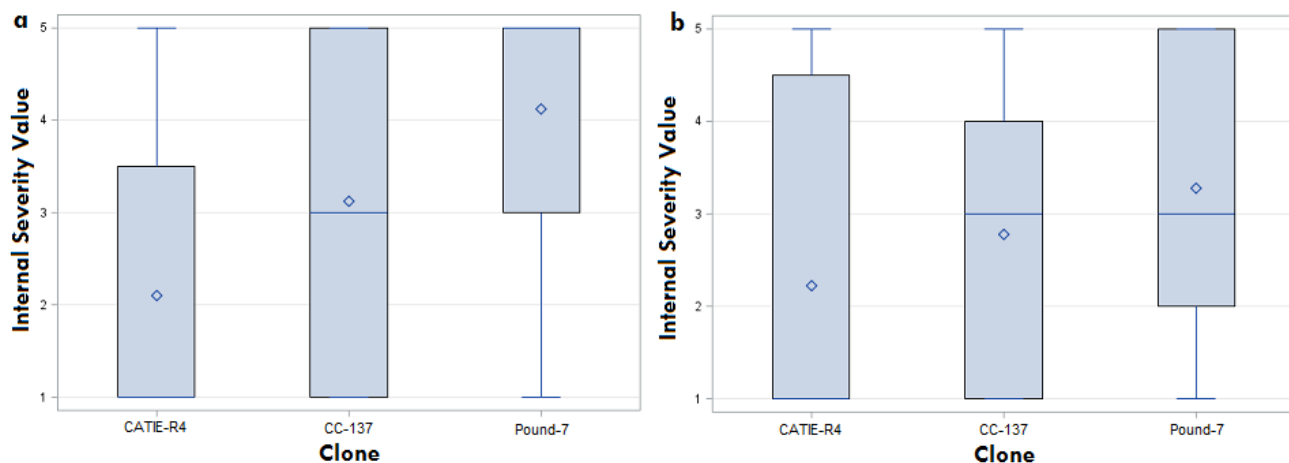 a
Internal Severity Value
5
4
3
2
1
CATIE-R4 CC-137 Pound-7
Clone
b
Internal Severity Value
5
4
3
2
1
CATIE-R4 CC-137 Pound-7
Clone